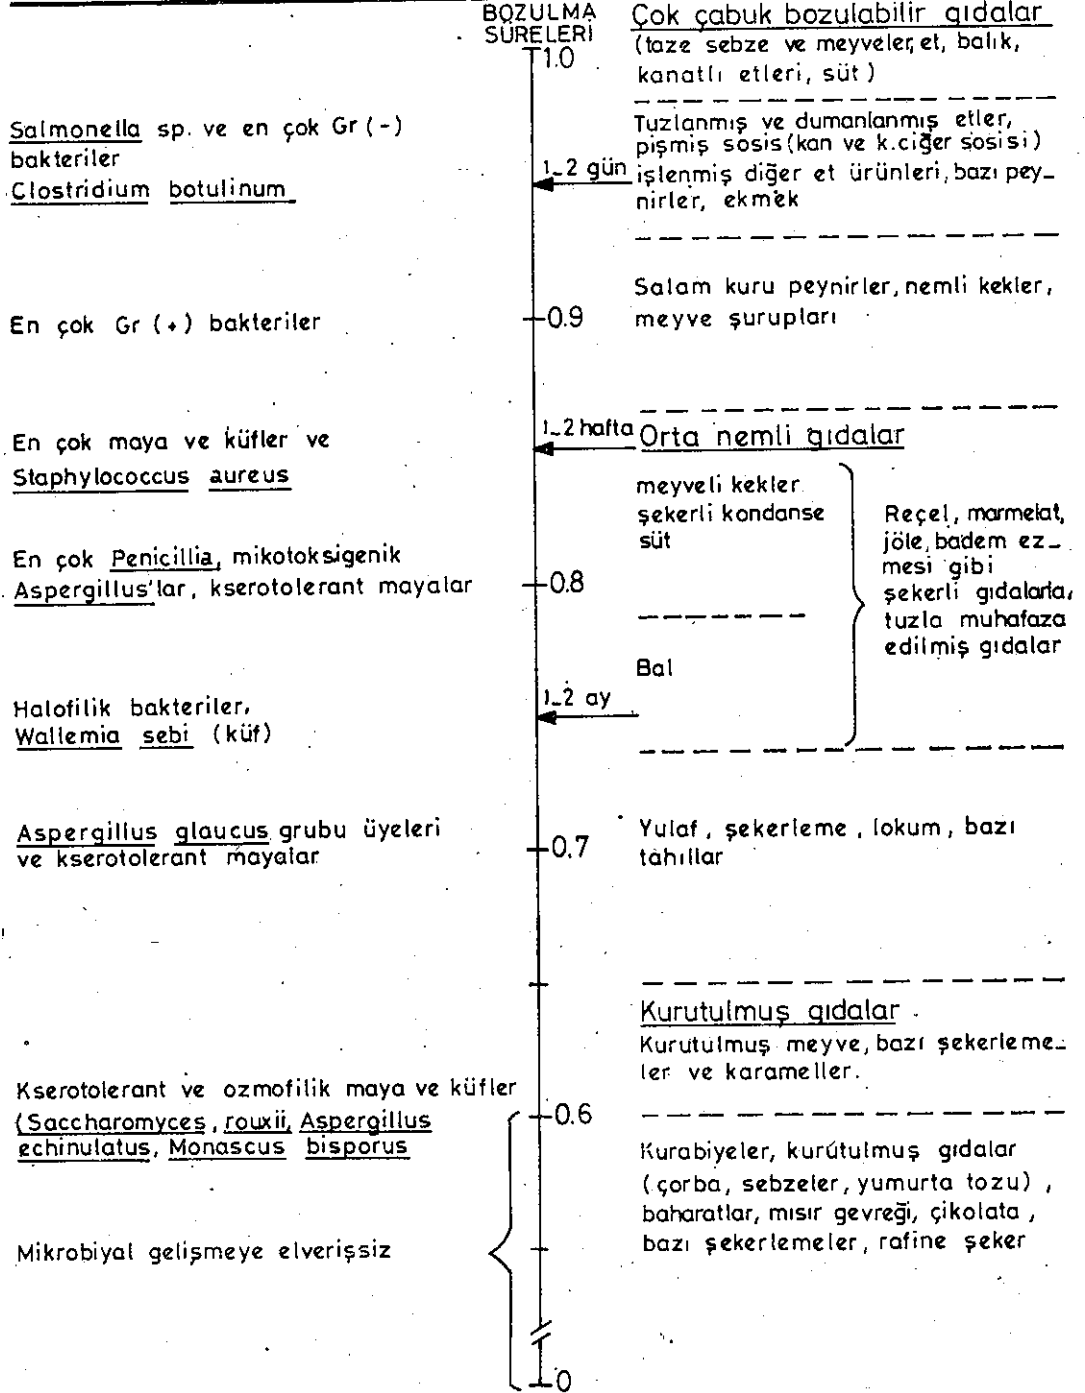 BOZULMA
SÜRELERİ
Çok çabuk bozulabilir gıdalar
(taze sebze ve meyveler, et, balık,
kanatlı etleri, süt)
1.0
Salmonella sp. ve en çok Gr (-)
bakteriler
Clostridium botulinum
1-2 gün
Tuzlanmış ve dumanlanmış etler,
pişmiş sosis (kan ve k.ciğer sosisi)
işlenmiş diğer et ürünleri, bazı pey-
nirler, ekmek
En çok Gr (+) bakteriler
0.9
Salam kuru peynirler, nemli kekler,
meyve şurupları
En çok maya ve küfler ve
Staphylococcus aureus
1-2 hafta
Orta nemli gıdalar
meyveli kekler
şekerli kondanse
süt
Reçel, marmelat,
jöle, badem ez-
mesi gibi
şekerli gıdalarla,
tuzla muhafaza
edilmiş gıdalar
En çok Penicillia, mikotoksigenik
Aspergillus'lar, kserotolerant mayalar
0.8
Bal
Halofilik bakteriler,
Wallemia sebi (küf)
1-2 ay
Aspergillus glaucus grubu üyeleri
ve kserotolerant mayalar
0.7
Yulaf, şekerleme, lokum, bazı
tahıllar
Kurutulmuş gıdalar
Kurutulmuş meyve, bazı şekerleme-
ler ve karameller.
Kserotolerant ve ozmofilik maya ve küfler
(Saccharomyces, rouxii, Aspergillus
echinulatus, Monascus bisporus
0.6
Kurabiyeler, kurutulmuş gıdalar
(çorba, sebzeler, yumurta tozu),
baharatlar, mısır gevreği, çikolata,
bazı şekerlemeler, rafine şeker
Mikrobiyal gelişmeye elverişsiz
0